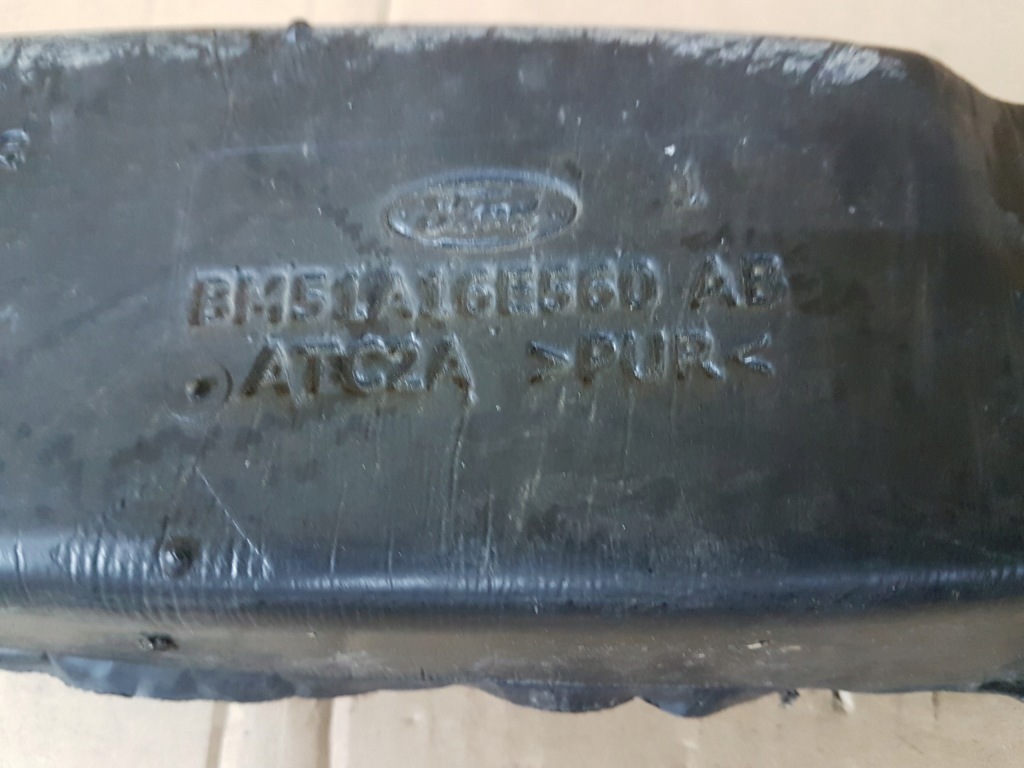 Ford
BM51A16E560 AB
ATC2A >PUR<